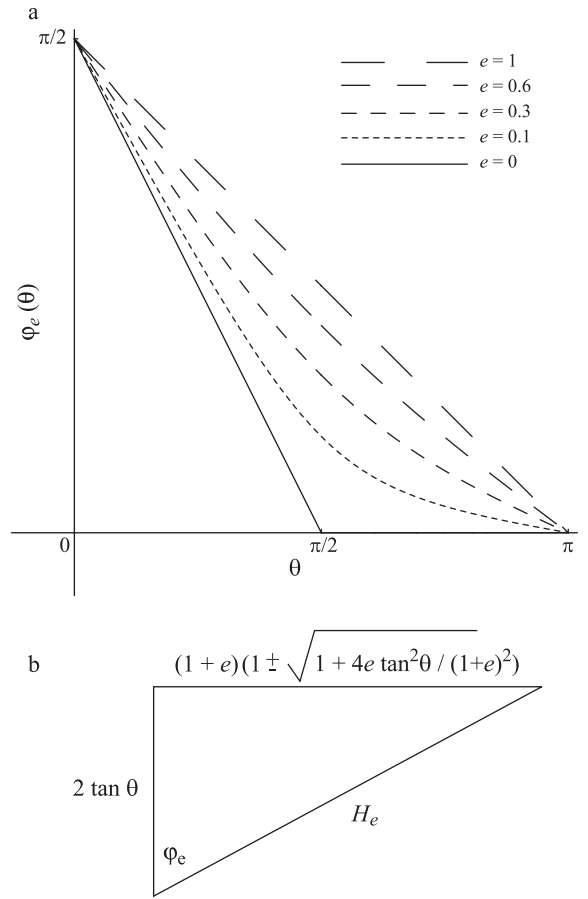 a
π/2
e = 1
e = 0.6
e = 0.3
e = 0.1
e = 0
φe (θ)
0
π/2
π
θ
b
(1 + e) (1 ± √1 + 4e tan²θ / (1+e)²)
2 tan θ
He
φe